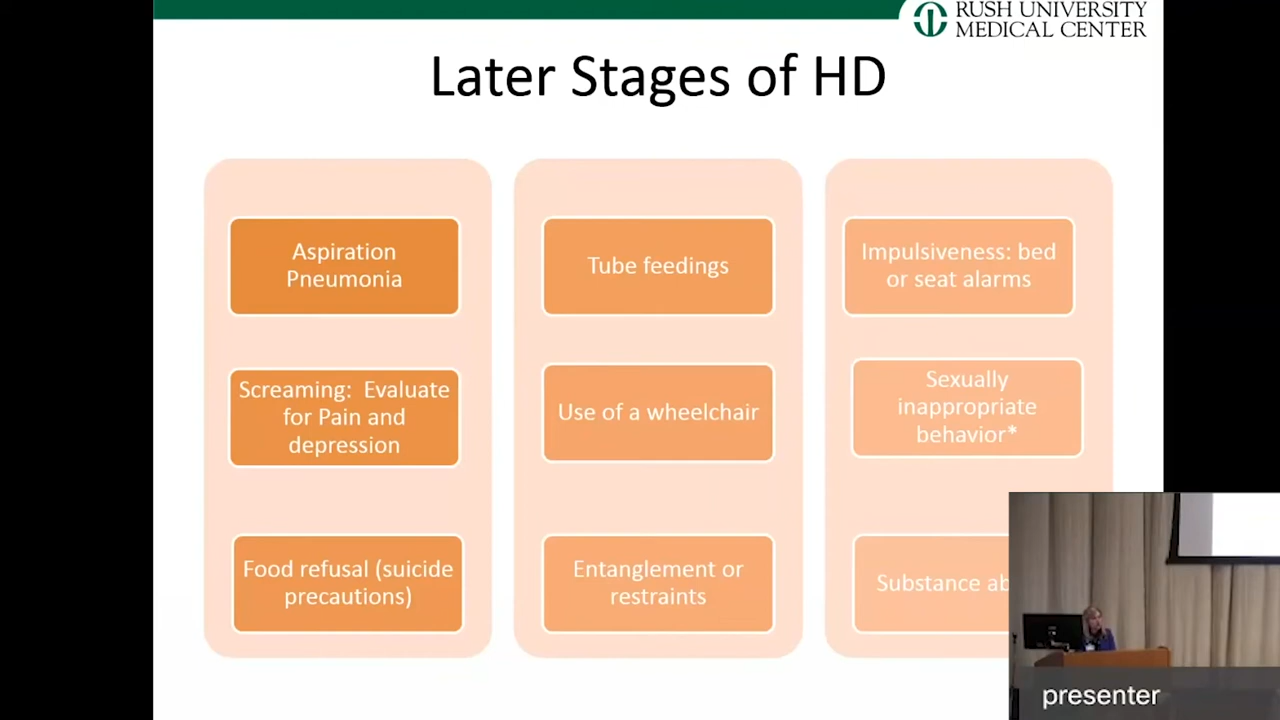 RUSH UNIVERSITY
MEDICAL CENTER
Later Stages of HD
Aspiration
Pneumonia
Screaming:  Evaluate
for Pain and
depression
Food refusal (suicide
precautions)
Tube feedings
Use of a wheelchair
Entanglement or
restraints
Impulsiveness: bed
or seat alarms
Sexually
inappropriate
behavior*
Substance
presenter